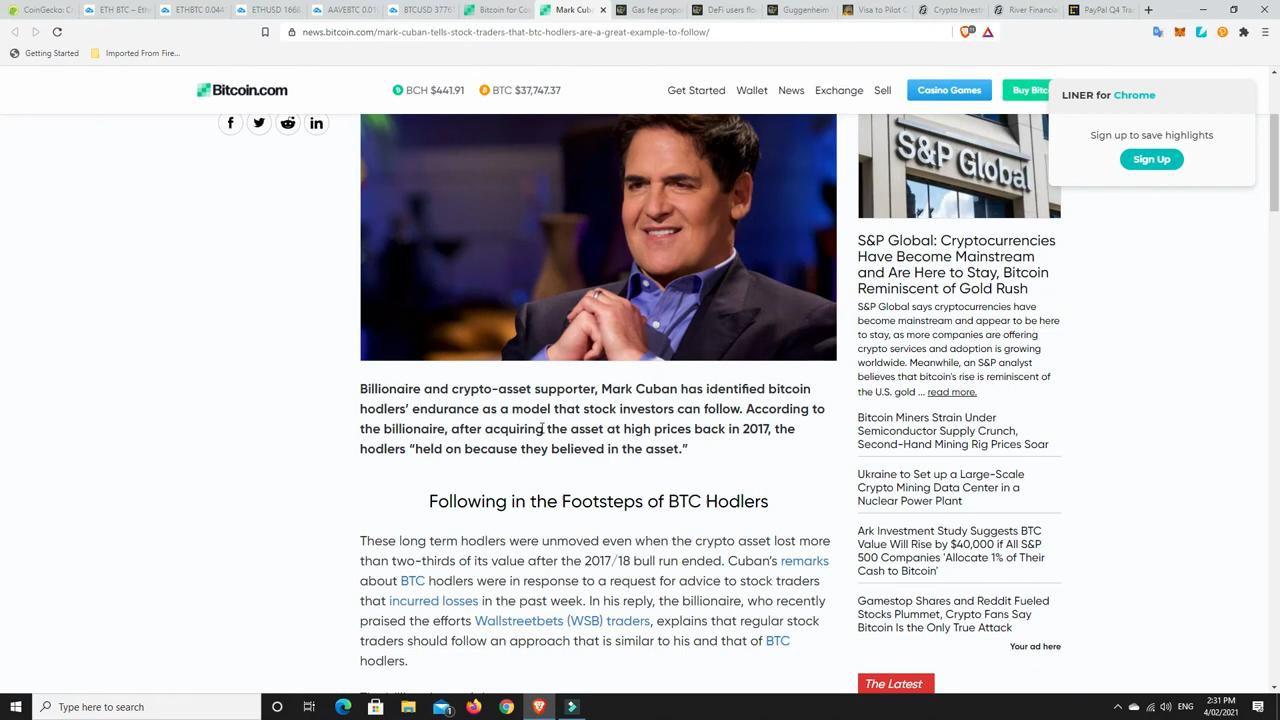 CoinGecko: Cr
ETH BTC – Ethe
ETHBTC 0.044
ETHUSD 1668.
AAVEBTC 0.01
BTCUSD 3776
Bitcoin for Coi
Mark Cuban
Gas fee propo
DeFi users floc
Guggenheim
Visa to Pilot C
Crypto Investi
River Financia
PayPal Q4 Tra
news.bitcoin.com/mark-cuban-tells-stock-traders-that-btc-hodlers-are-a-great-example-to-follow/
Getting Started
Imported From Fire...
Bitcoin.com
BCH $441.91
BTC $37,747.37
Get Started
Wallet
News
Exchange
Sell
Casino Games
Buy Bitc
LINER for Chrome
Sign up to save highlights
Sign Up
S&P Global
Billionaire and crypto-asset supporter, Mark Cuban has identified bitcoin
hodlers’ endurance as a model that stock investors can follow. According to
the billionaire, after acquiring the asset at high prices back in 2017, the
hodlers “held on because they believed in the asset.”
Following in the Footsteps of BTC Hodlers
These long term hodlers were unmoved even when the crypto asset lost more
than two-thirds of its value after the 2017/18 bull run ended. Cuban’s remarks
about BTC hodlers were in response to a request for advice to stock traders
that incurred losses in the past week. In his reply, the billionaire, who recently
praised the efforts Wallstreetbets (WSB) traders, explains that regular stock
traders should follow an approach that is similar to his and that of BTC
hodlers.
S&P Global: Cryptocurrencies
Have Become Mainstream
and Are Here to Stay, Bitcoin
Reminiscent of Gold Rush
S&P Global says cryptocurrencies have
become mainstream and appear to be here
to stay, as more companies are offering
crypto services and adoption is growing
worldwide. Meanwhile, an S&P analyst
believes that bitcoin's rise is reminiscent of
the U.S. gold ... read more.
Bitcoin Miners Strain Under
Semiconductor Supply Crunch,
Second-Hand Mining Rig Prices Soar
Ukraine to Set up a Large-Scale
Crypto Mining Data Center in a
Nuclear Power Plant
Ark Investment Study Suggests BTC
Value Will Rise by $40,000 if All S&P
500 Companies 'Allocate 1% of Their
Cash to Bitcoin'
Gamestop Shares and Reddit Fueled
Stocks Plummet, Crypto Fans Say
Bitcoin Is the Only True Attack
Your ad here
The Latest
Type here to search
ENG
2:31 PM
4/02/2021